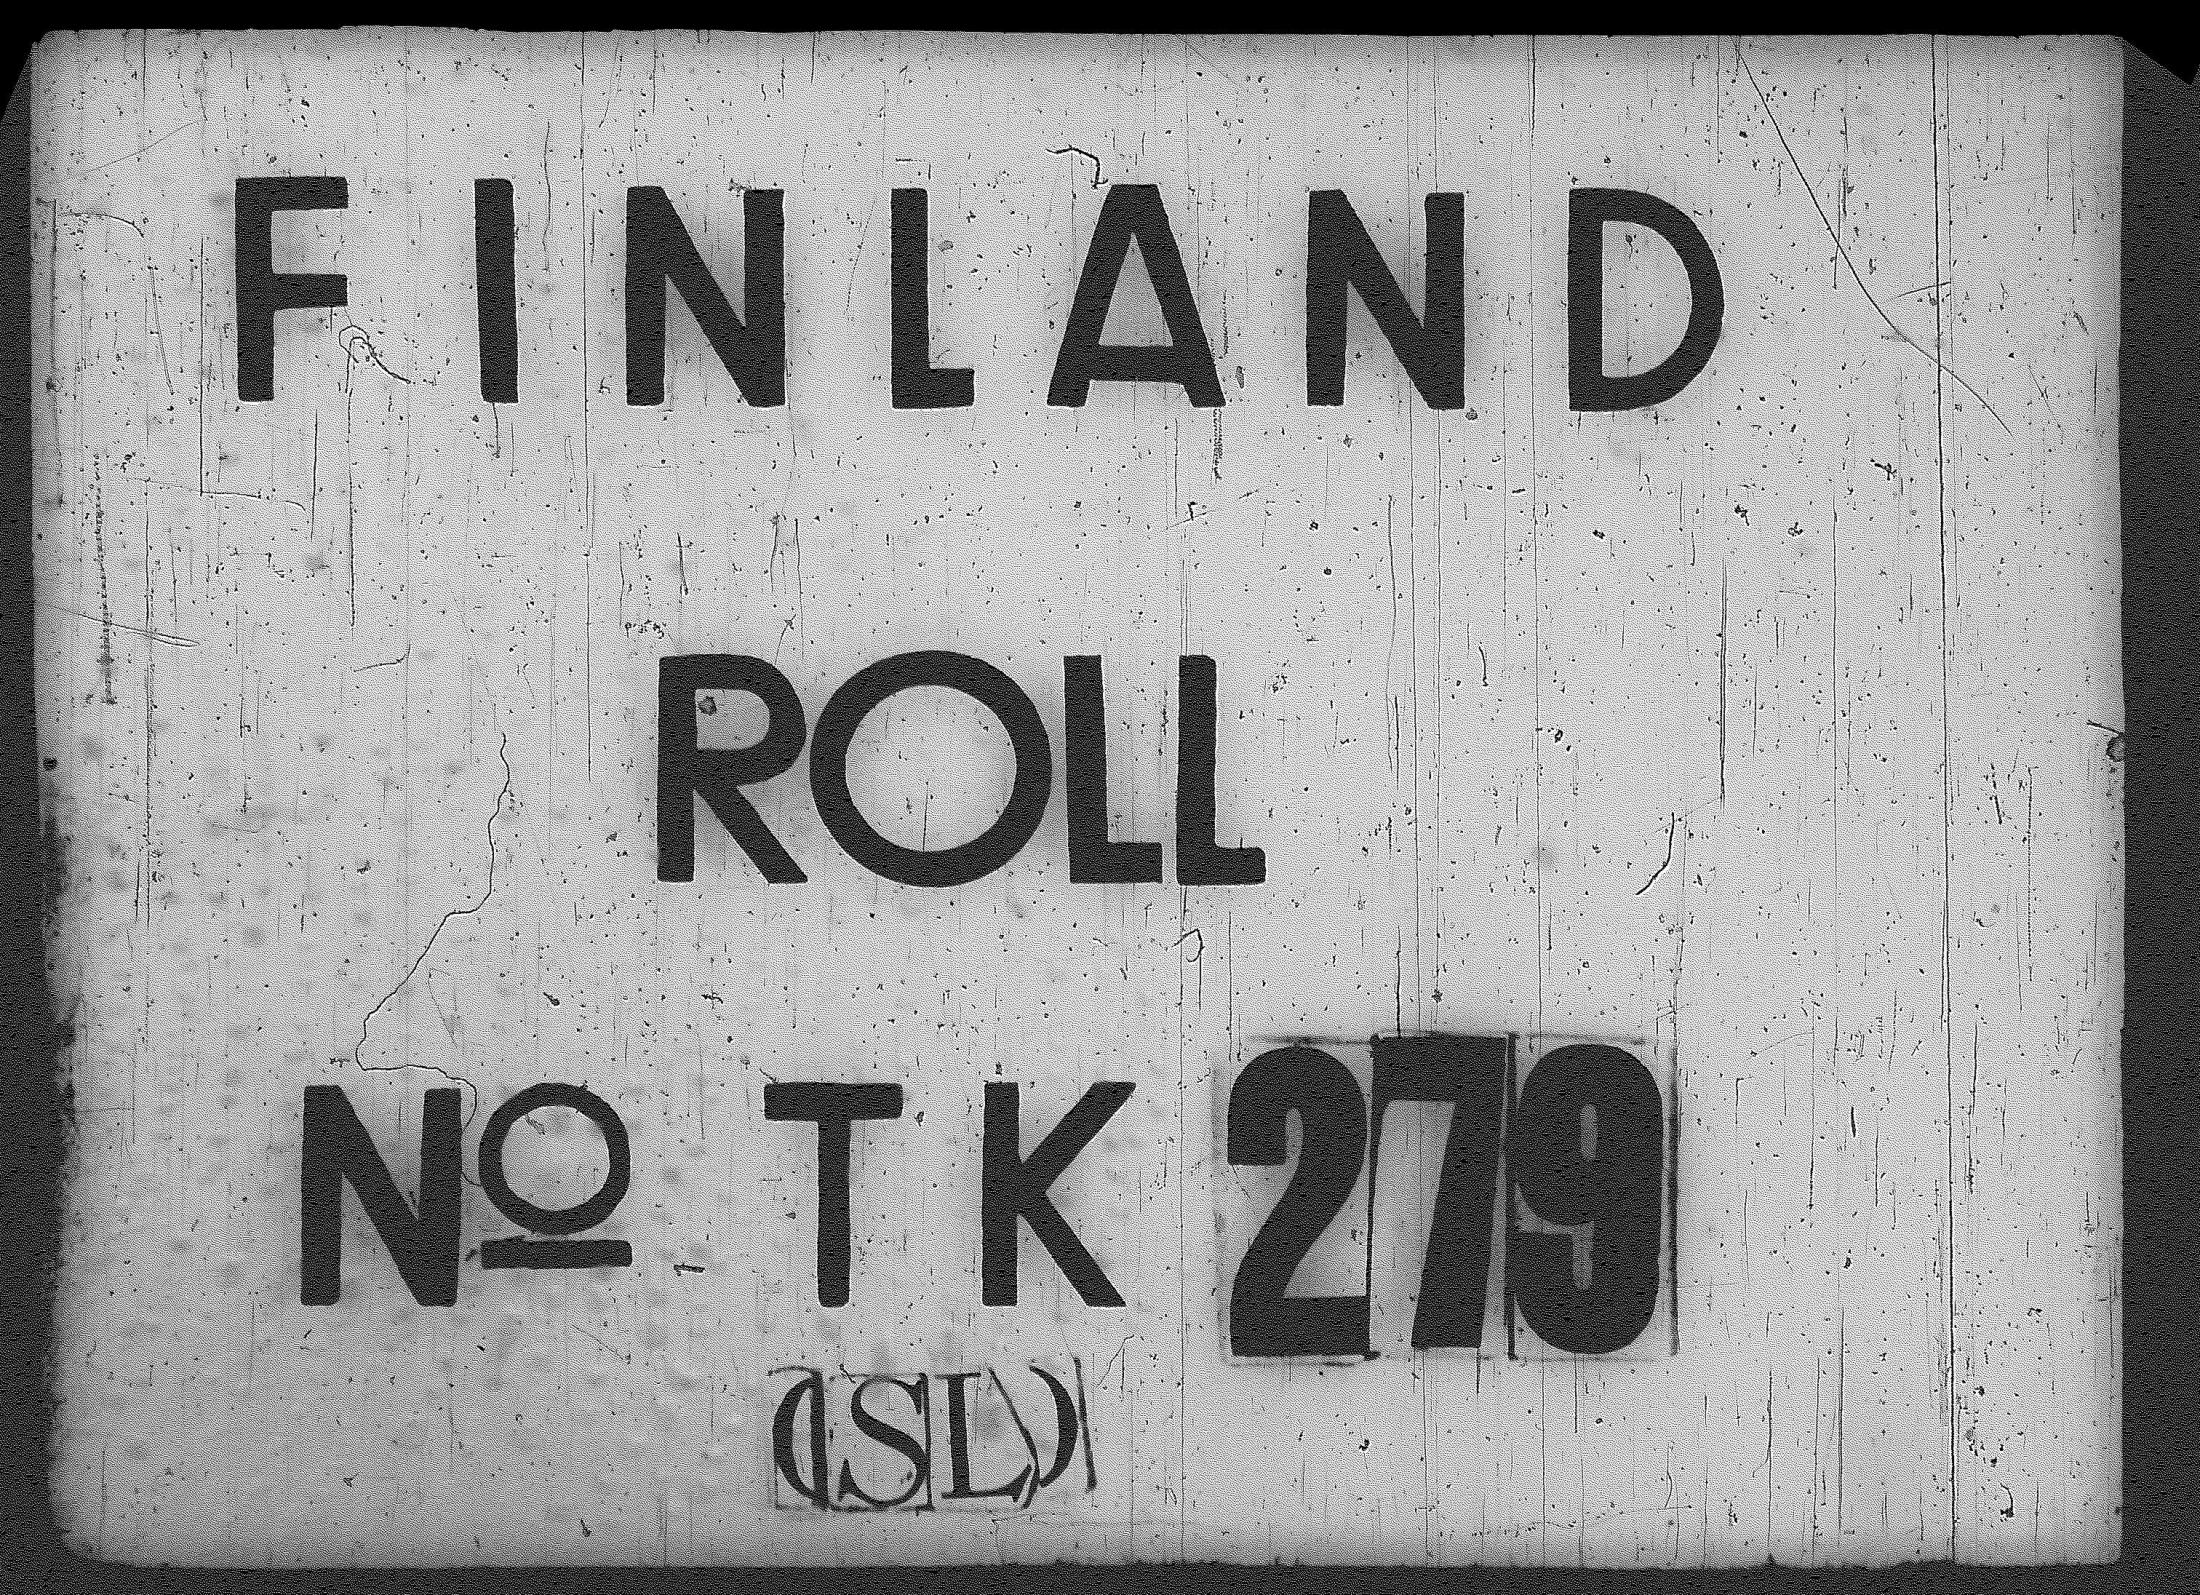 FINLAND
ROLL
Nº TK 279
(SL)